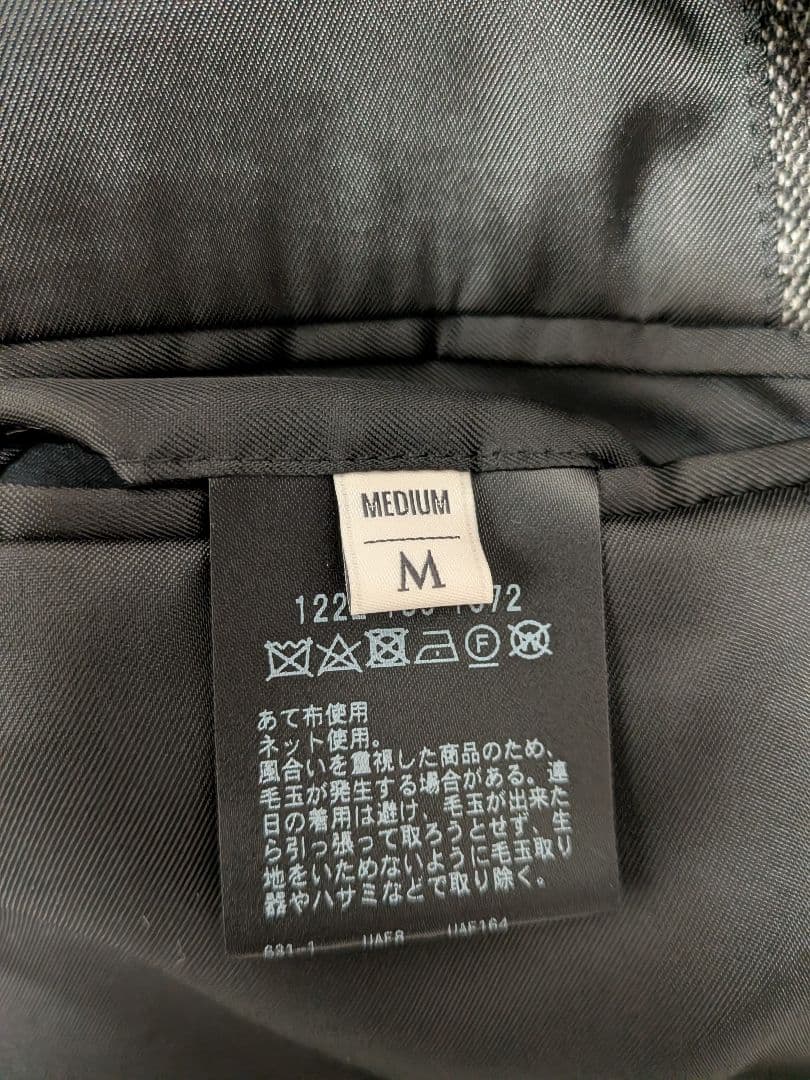 MEDIUM
M
あて布使用
ネット使用。
風合いを重視した商品のため、
毛玉が発生する場合がある。連
日の着用は避け、毛玉が出来た
ら引っ張って取ろうとせず、生
地をいためないように毛玉取り
器やハサミなどで取り除く。